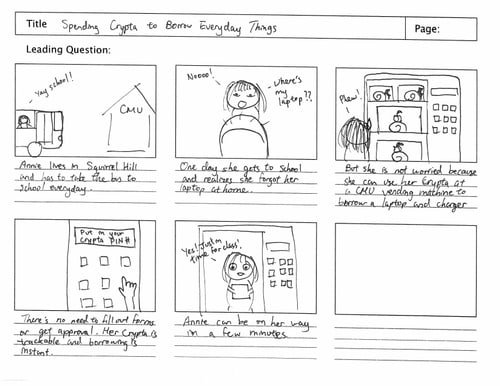 Title Spending Crypta to Borrow Everyday Things
Page:
Leading Question:
Yay school!
CMU
Annie lives in Squirrel Hill
and has to take the bus to
school everyday.
Nooo!
Where's
my
laptop??
One day she gets to school
and realizes she forgot her
laptop at home.
Phew!
But she is not worried because
she can use her Crypta at
a CMU vending machine to
borrow a laptop and charger
Put in your
Crypta PIN#
There's no need to fill out forms
or get approval. Her Crypta is
trackable and borrowing is
instant.
Yes! Just in
time for class!
Annie can be on her way
in a few minutes